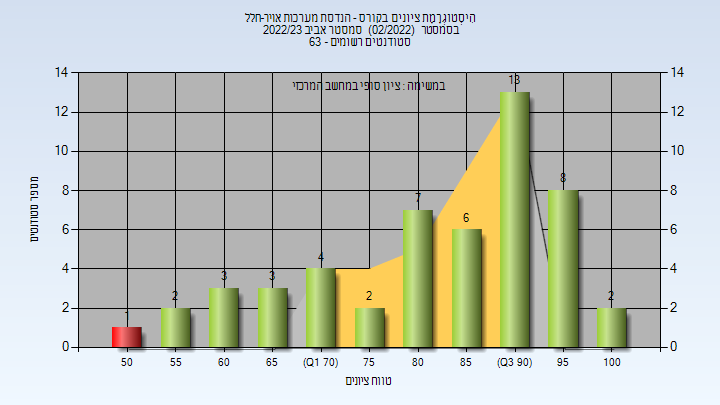 היסטוגרמת ציונים בקורס - הנדסת מערכות אויר-חלל
בסמסטר (02/2022) סמסטר אביב 2022/23
סטודנטים רשומים - 63
במשימה : ציון סופי במחשב המרכזי
מספר סטודנטים
14 14
12 12
10 10
8 8
6 6
4 4
2 2
0 0
1 2 3 3 4 2 7 6 13 8 2
50 55 60 65 (Q1 70) 75 80 85 (Q3 90) 95 100
טווח ציונים